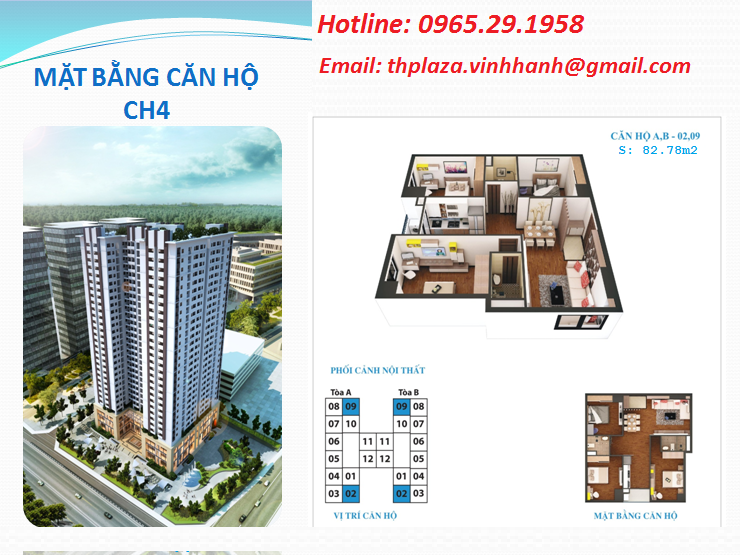 Hotline: 0965.29.1958
Email: thplaza.vinhhanh@gmail.com
MẶT BẰNG CĂN HỘ
CH4
CĂN HỘ A,B - 02,09
S: 82.78m2
PHỐI CẢNH NỘI THẤT
Tòa A Tòa B
08 09 09 08
07 10 10 07
06 11 11 06
05 12 12 05
04 01 01 04
03 02 02 03
VỊ TRÍ CĂN HỘ
MẶT BẰNG CĂN HỘ